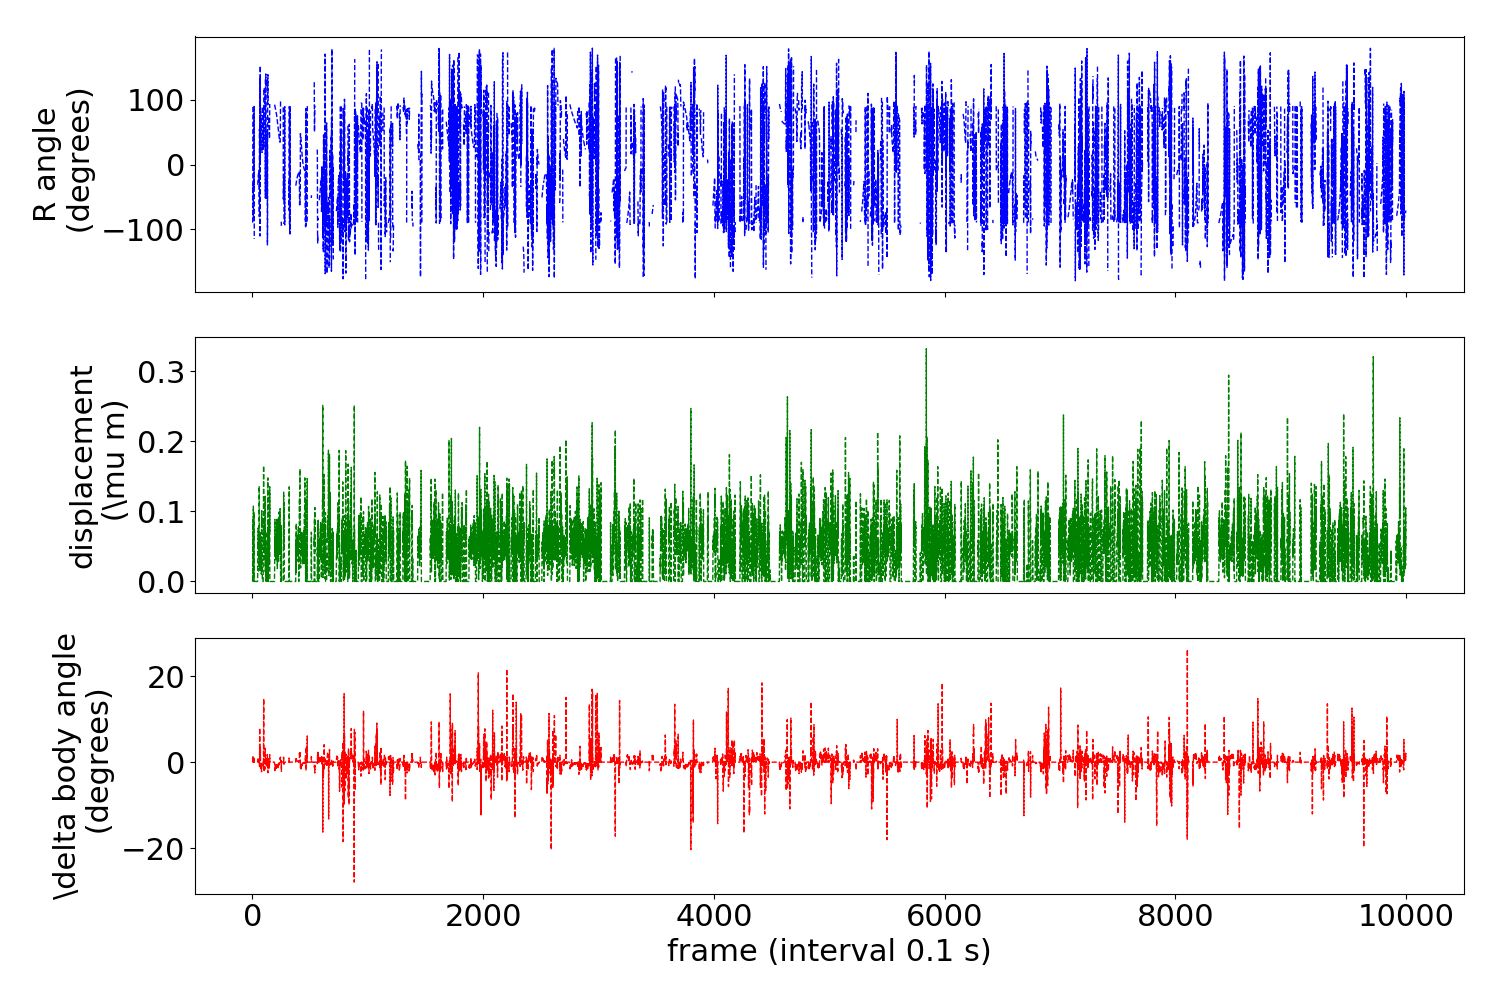 R angle
(degrees)
100
0
−100
displacement
(\mu m)
0.3
0.2
0.1
0.0
\delta body angle
(degrees)
20
0
−20
0 2000 4000 6000 8000 10000
frame (interval 0.1 s)